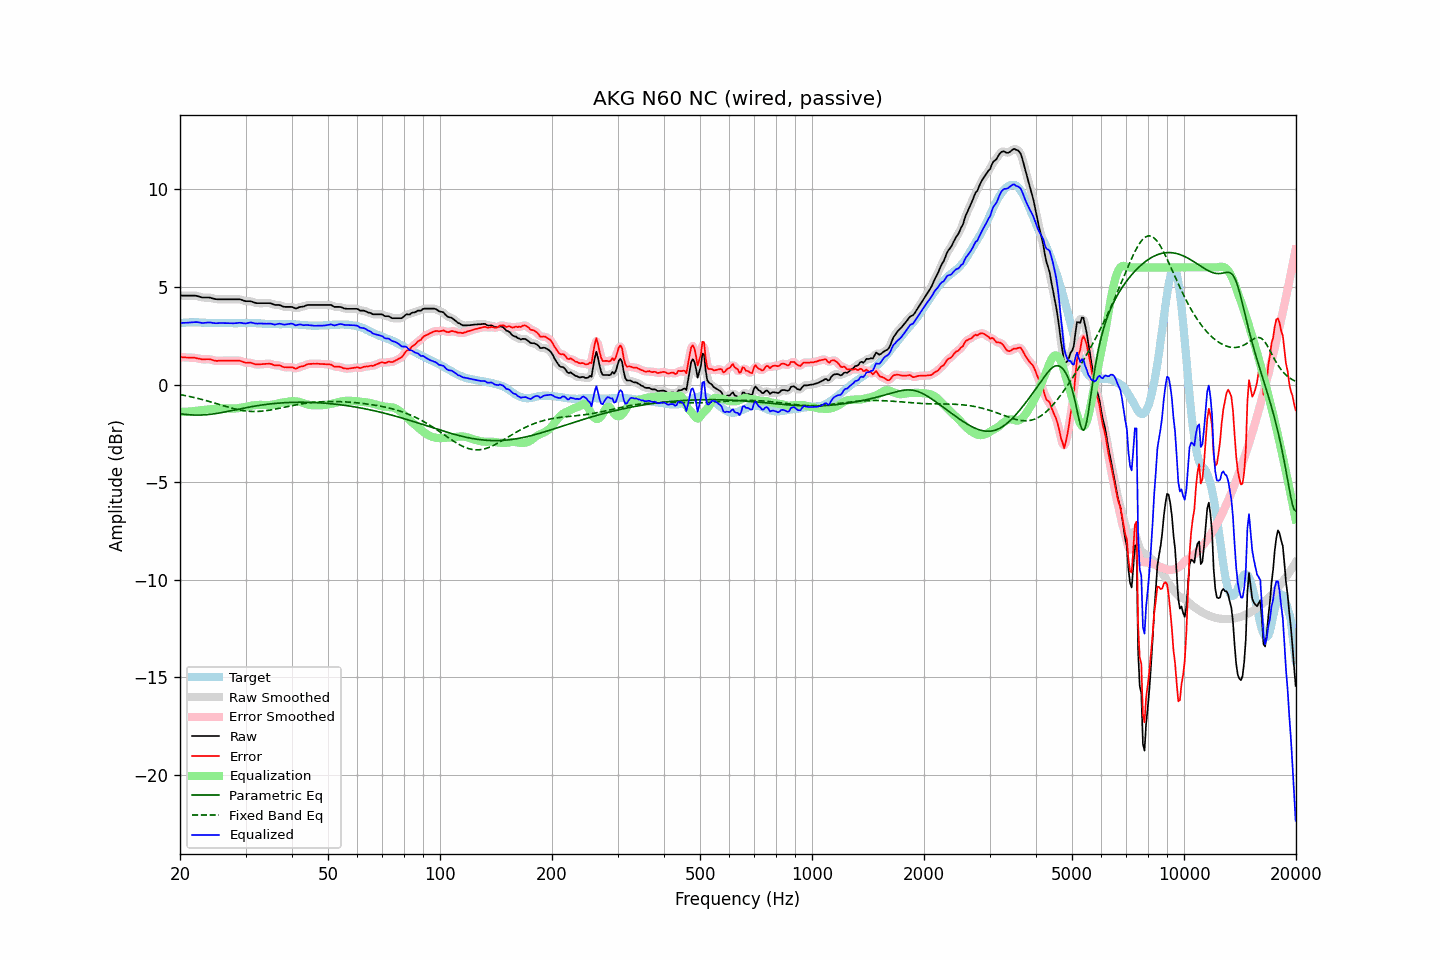 AKG N60 NC (wired, passive)
Amplitude (dBr)
10
5
0
−5
−10
−15
−20
Target
Raw Smoothed
Error Smoothed
Raw
Error
Equalization
Parametric Eq
Fixed Band Eq
Equalized
20 50 100 200 500 1000 2000 5000 10000 20000
Frequency (Hz)